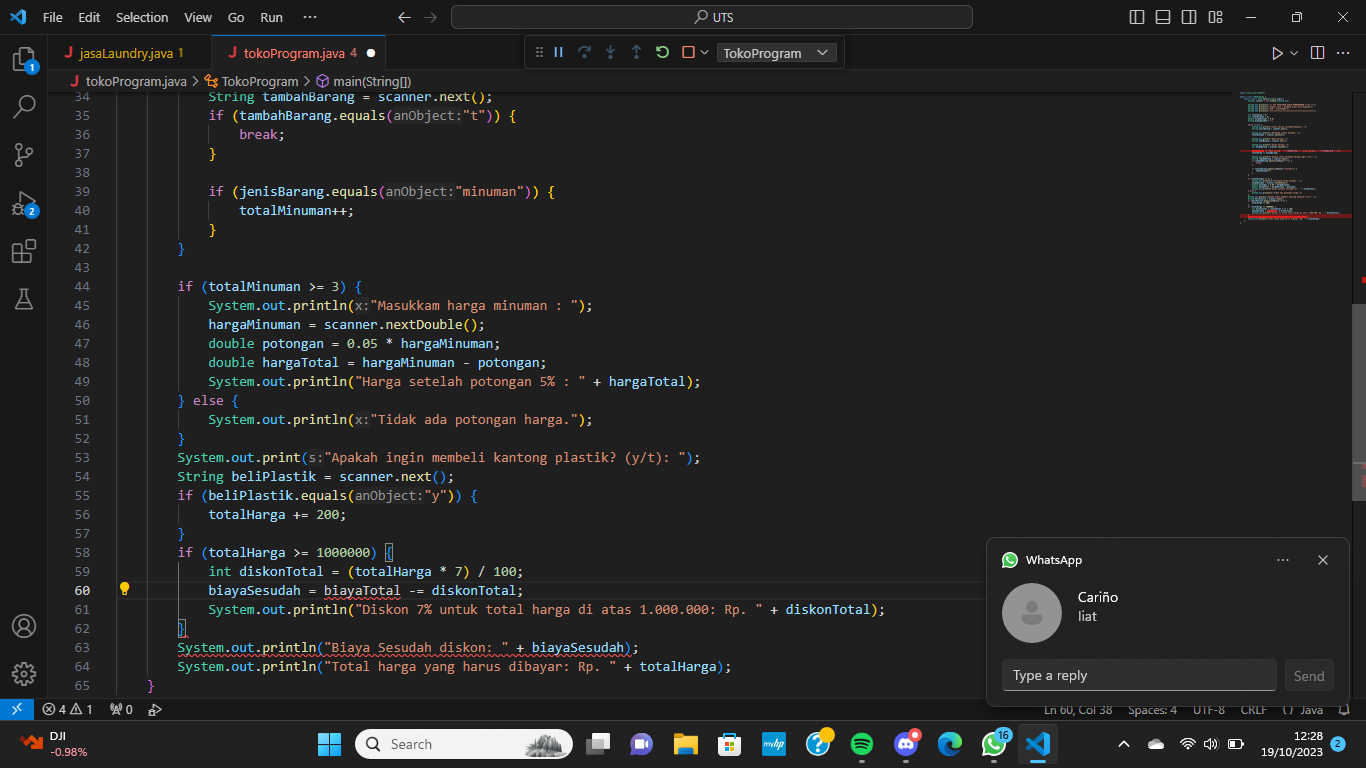 File Edit Selection View Go Run ··· UTS
jasaLaundry.java 1 tokoProgram.java 4 TokoProgram
tokoProgram.java > TokoProgram > main(String[])
34 String tambahBarang = scanner.next();
35 if (tambahBarang.equals(anObject:"t")) {
36 break;
37 }
38
39 if (jenisBarang.equals(anObject:"minuman")) {
40 totalMinuman++;
41 }
42 }
43
44 if (totalMinuman >= 3) {
45 System.out.println(x:"Masukkam harga minuman : ");
46 hargaMinuman = scanner.nextDouble();
47 double potongan = 0.05 * hargaMinuman;
48 double hargaTotal = hargaMinuman - potongan;
49 System.out.println("Harga setelah potongan 5% : " + hargaTotal);
50 } else {
51 System.out.println(x:"Tidak ada potongan harga.");
52 }
53 System.out.print(s:"Apakah ingin membeli kantong plastik? (y/t): ");
54 String beliPlastik = scanner.next();
55 if (beliPlastik.equals(anObject:"y")) {
56 totalHarga += 200;
57 }
58 if (totalHarga >= 1000000) {
59 int diskonTotal = (totalHarga * 7) / 100;
60 biayaSesudah = biayaTotal -= diskonTotal;
61 System.out.println("Diskon 7% untuk total harga di atas 1.000.000: Rp. " + diskonTotal);
62 }
63 System.out.println("Biaya Sesudah diskon: " + biayaSesudah);
64 System.out.println("Total harga yang harus dibayar: Rp. " + totalHarga);
65 }
1
2
WhatsApp
Cariño
liat
Type a reply Send
4 1 0 Ln 60, Col 38 Spaces: 4 UTF-8 CRLF {} Java
DJI
-0.98%
Search
myhp
16
12:28
19/10/2023
2